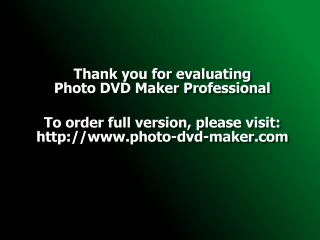 Thank you for evaluating
Photo DVD Maker Professional
To order full version, please visit:
http://www.photo-dvd-maker.com